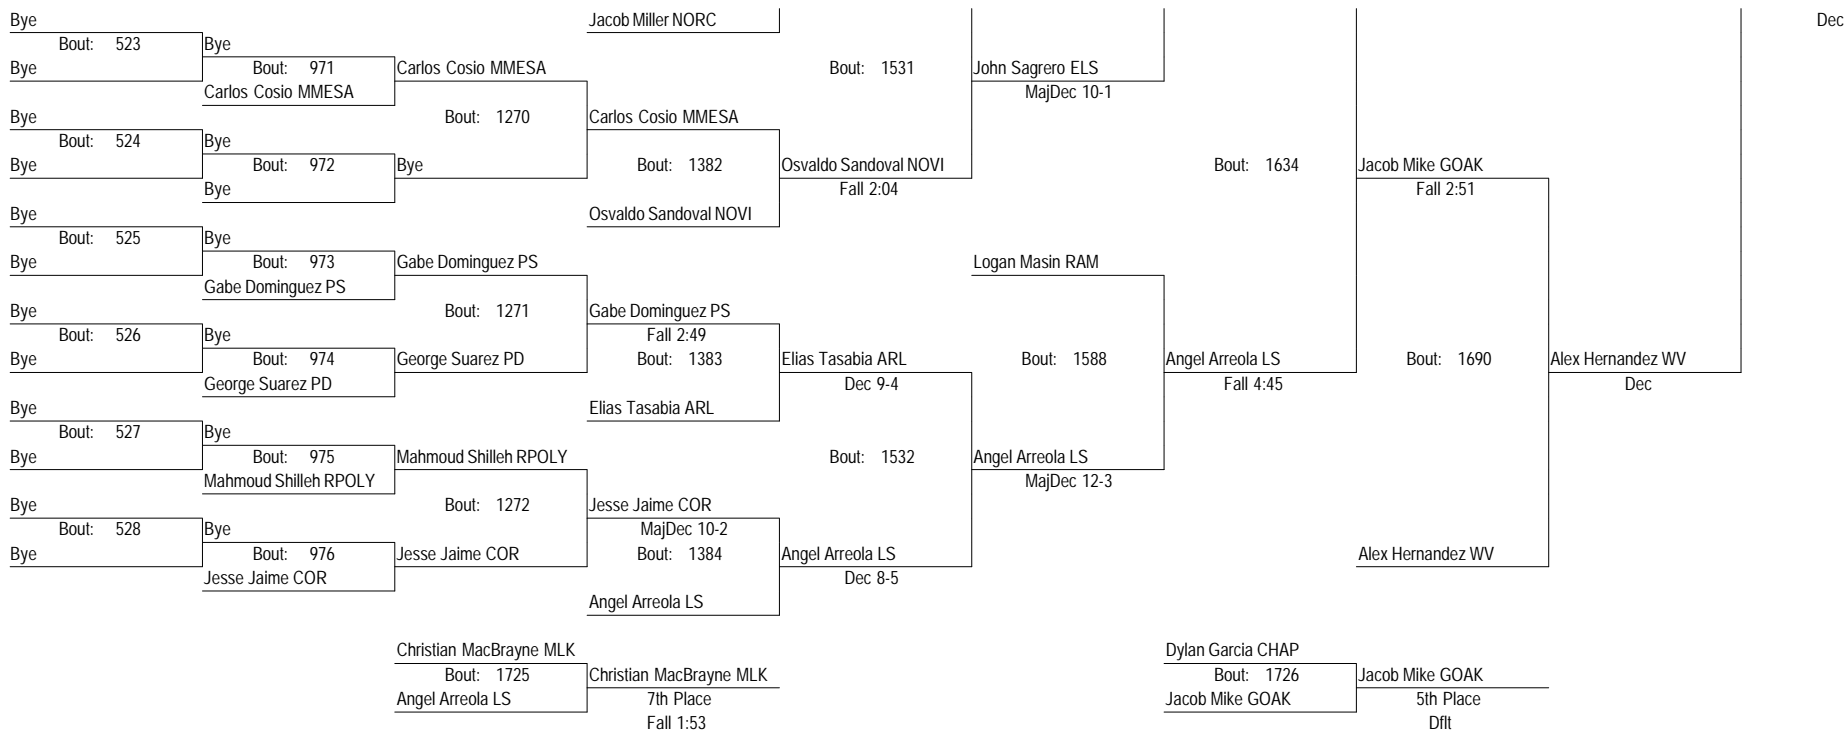 Bye Jacob Miller NORC Dec
Bout: 523 Bye
Bye Bout: 971 Carlos Cosio MMESA Bout: 1531 John Sagrero ELS
Carlos Cosio MMESA MajDec 10-1
Bye Bout: 1270 Carlos Cosio MMESA
Bout: 524 Bye
Bye Bout: 972 Bye Bout: 1382 Osvaldo Sandoval NOVI Bout: 1634 Jacob Mike GOAK
Bye Fall 2:04 Fall 2:51
Bye Osvaldo Sandoval NOVI
Bout: 525 Bye
Bye Bout: 973 Gabe Dominguez PS Logan Masin RAM
Gabe Dominguez PS
Bye Bout: 1271 Gabe Dominguez PS
Bout: 526 Bye Fall 2:49
Bye Bout: 974 George Suarez PD Bout: 1383 Elias Tasabia ARL Bout: 1588 Angel Arreola LS Bout: 1690 Alex Hernandez WV
George Suarez PD Dec 9-4 Fall 4:45 Dec
Bye Elias Tasabia ARL
Bout: 527 Bye
Bye Bout: 975 Mahmoud Shilleh RPOLY Bout: 1532 Angel Arreola LS
Mahmoud Shilleh RPOLY MajDec 12-3
Bye Bout: 1272 Jesse Jaime COR
Bout: 528 Bye MajDec 10-2
Bye Bout: 976 Jesse Jaime COR Bout: 1384 Angel Arreola LS Alex Hernandez WV
Jesse Jaime COR Dec 8-5
Angel Arreola LS
Christian MacBrayne MLK Dylan Garcia CHAP
Bout: 1725 Christian MacBrayne MLK Bout: 1726 Jacob Mike GOAK
Angel Arreola LS 7th Place Jacob Mike GOAK 5th Place
Fall 1:53 Dflt